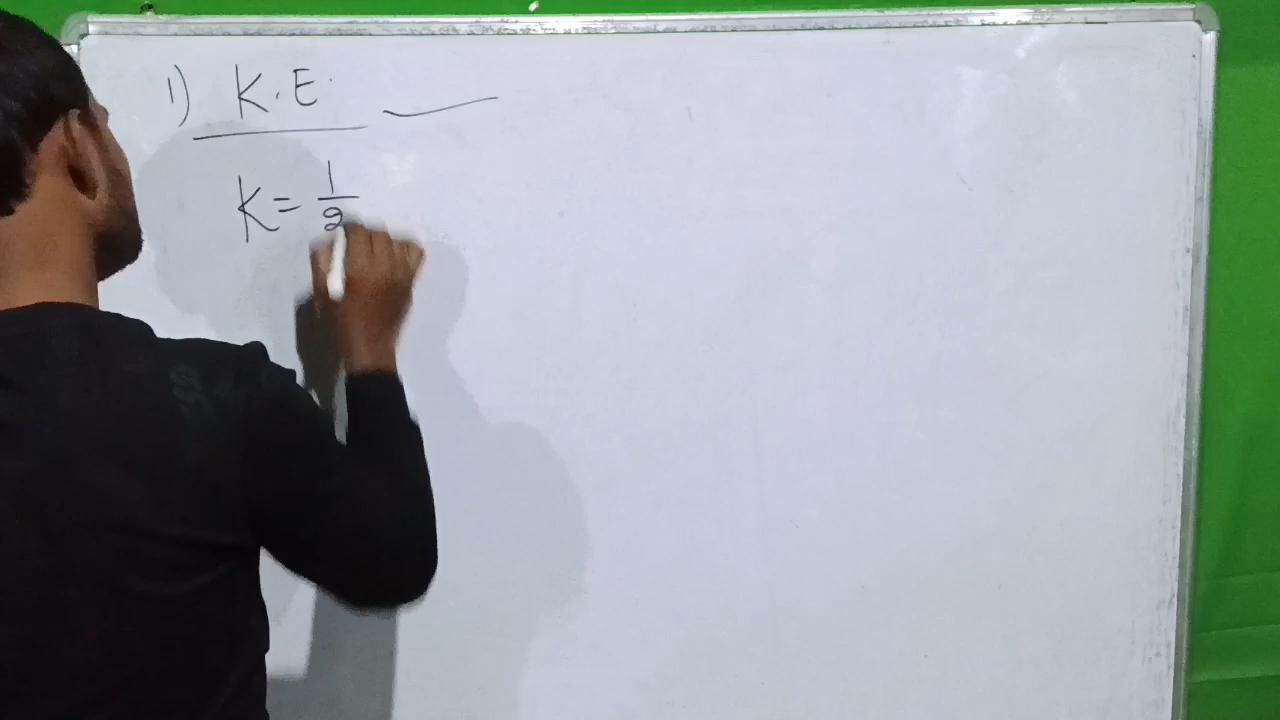 1) K.E.
K = 1/2